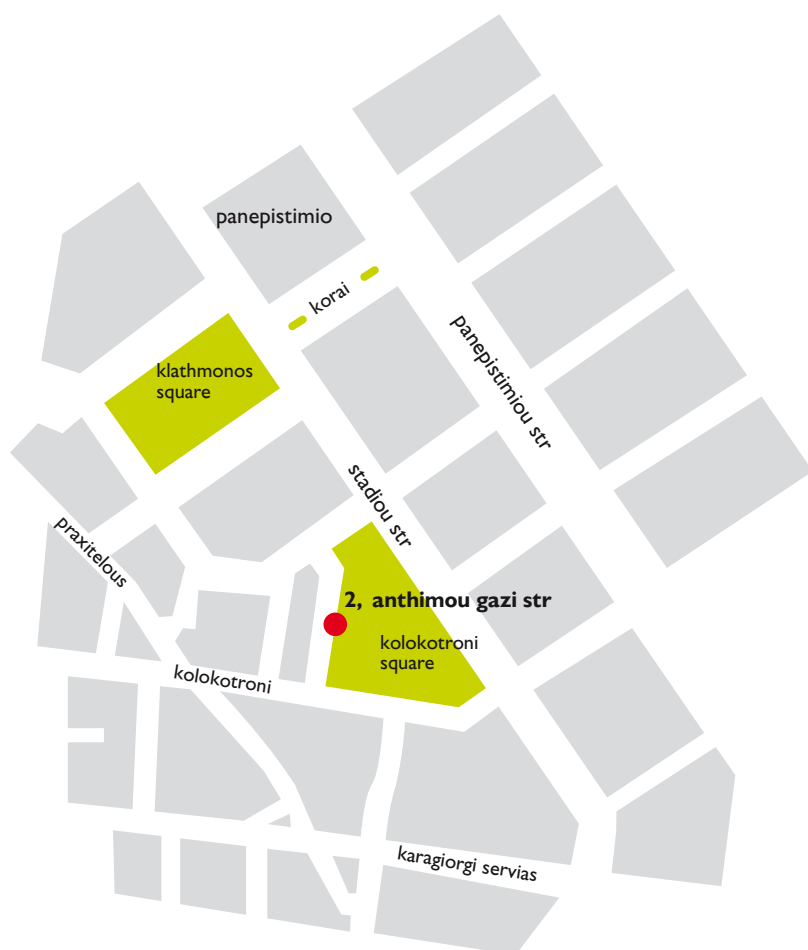 panepistimio
korai
panepistimiou str
klathmonos
square
stadiou str
praxitelous
2, anthimou gazi str
kolokotroni
square
kolokotroni
karagiorgi servias